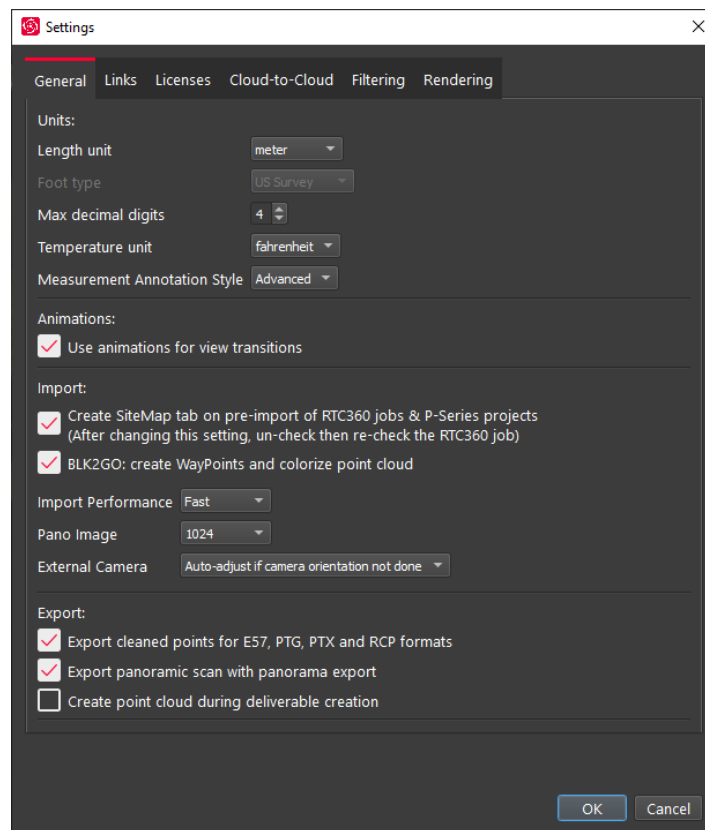 Settings
General Links Licenses Cloud-to-Cloud Filtering Rendering
Units:
Length unit meter
Foot type US Survey
Max decimal digits 4
Temperature unit fahrenheit
Measurement Annotation Style Advanced
Animations:
Use animations for view transitions
Import:
Create SiteMap tab on pre-import of RTC360 jobs & P-Series projects
(After changing this setting, un-check then re-check the RTC360 job)
BLK2GO: create WayPoints and colorize point cloud
Import Performance Fast
Pano Image 1024
External Camera Auto-adjust if camera orientation not done
Export:
Export cleaned points for E57, PTG, PTX and RCP formats
Export panoramic scan with panorama export
Create point cloud during deliverable creation
OK Cancel